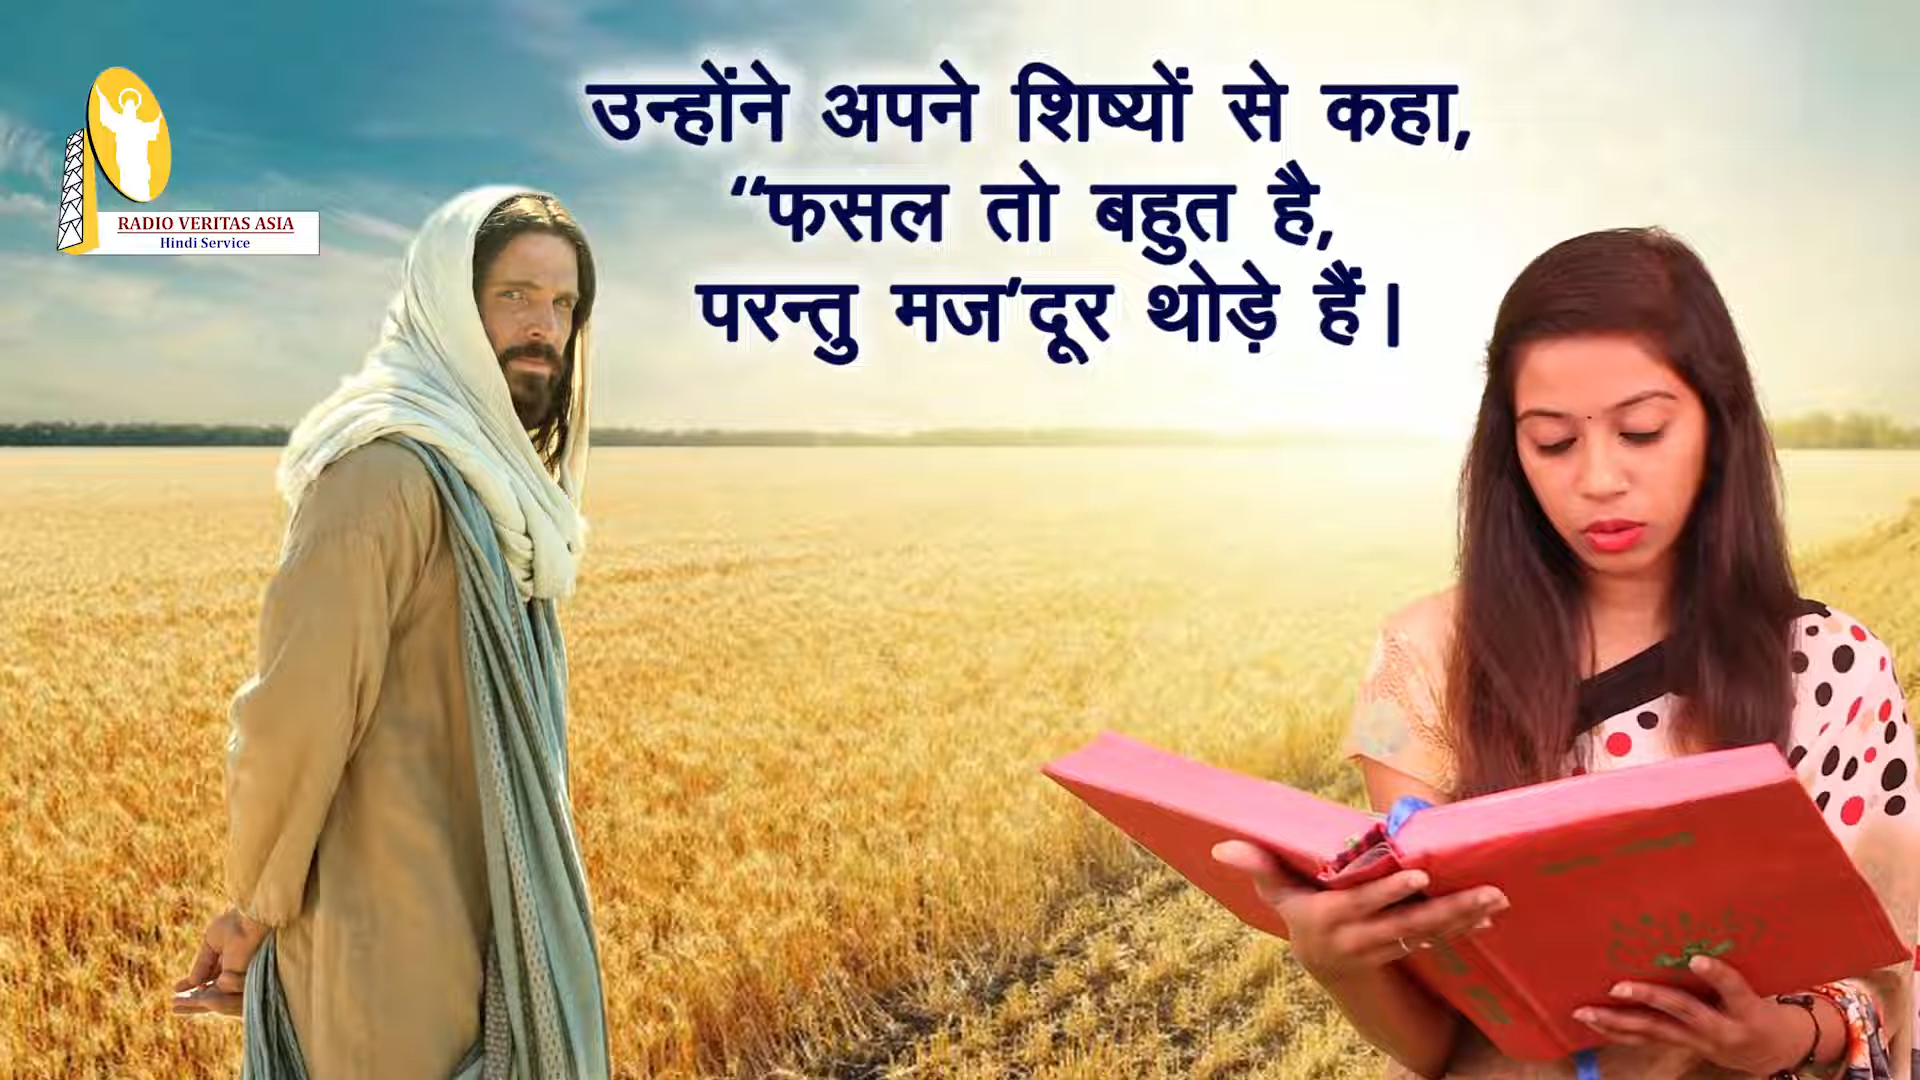 RADIO VERITAS ASIA
Hindi Service
उन्होंने अपने शिष्यों से कहा,
“फसल तो बहुत है,
परन्तु मज’दूर थोड़े हैं।